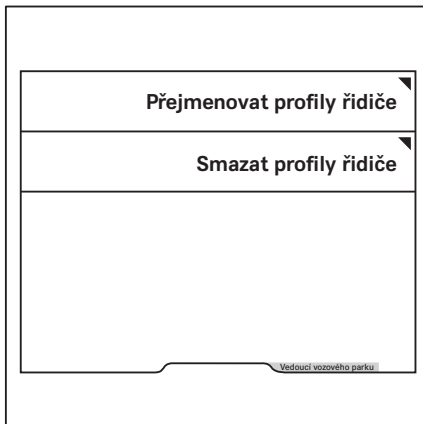 Přejmenovat profily řidiče
Smazat profily řidiče
Vedoucí vozového parku